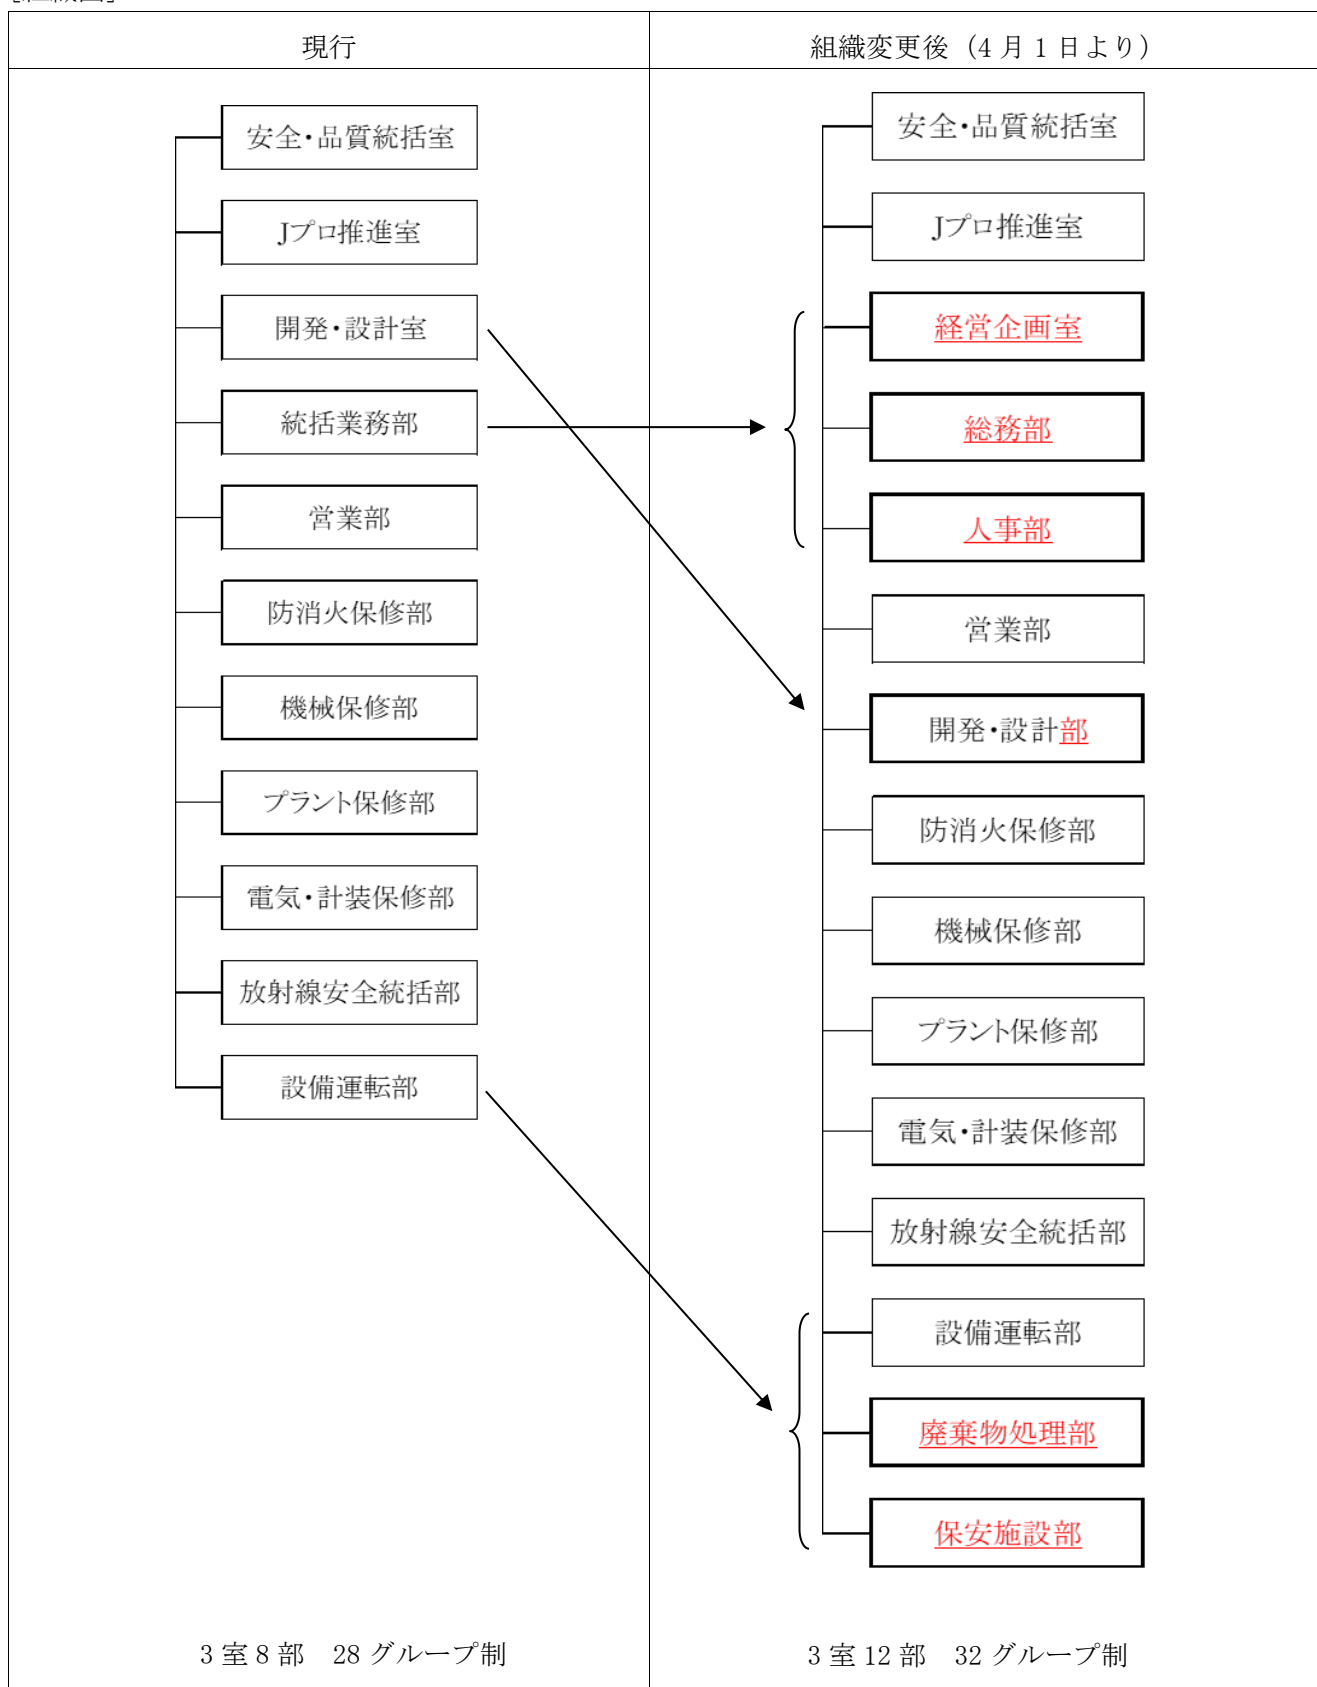 現行
安全・品質統括室
Jプロ推進室
開発・設計室
統括業務部
営業部
防消火保修部
機械保修部
プラント保修部
電気・計装保修部
放射線安全統括部
設備運転部
3室8部 28グループ制
組織変更後（4月1日より）
安全・品質統括室
Jプロ推進室
経営企画室
総務部
人事部
営業部
開発・設計部
防消火保修部
機械保修部
プラント保修部
電気・計装保修部
放射線安全統括部
設備運転部
廃棄物処理部
保安施設部
3室12部 32グループ制